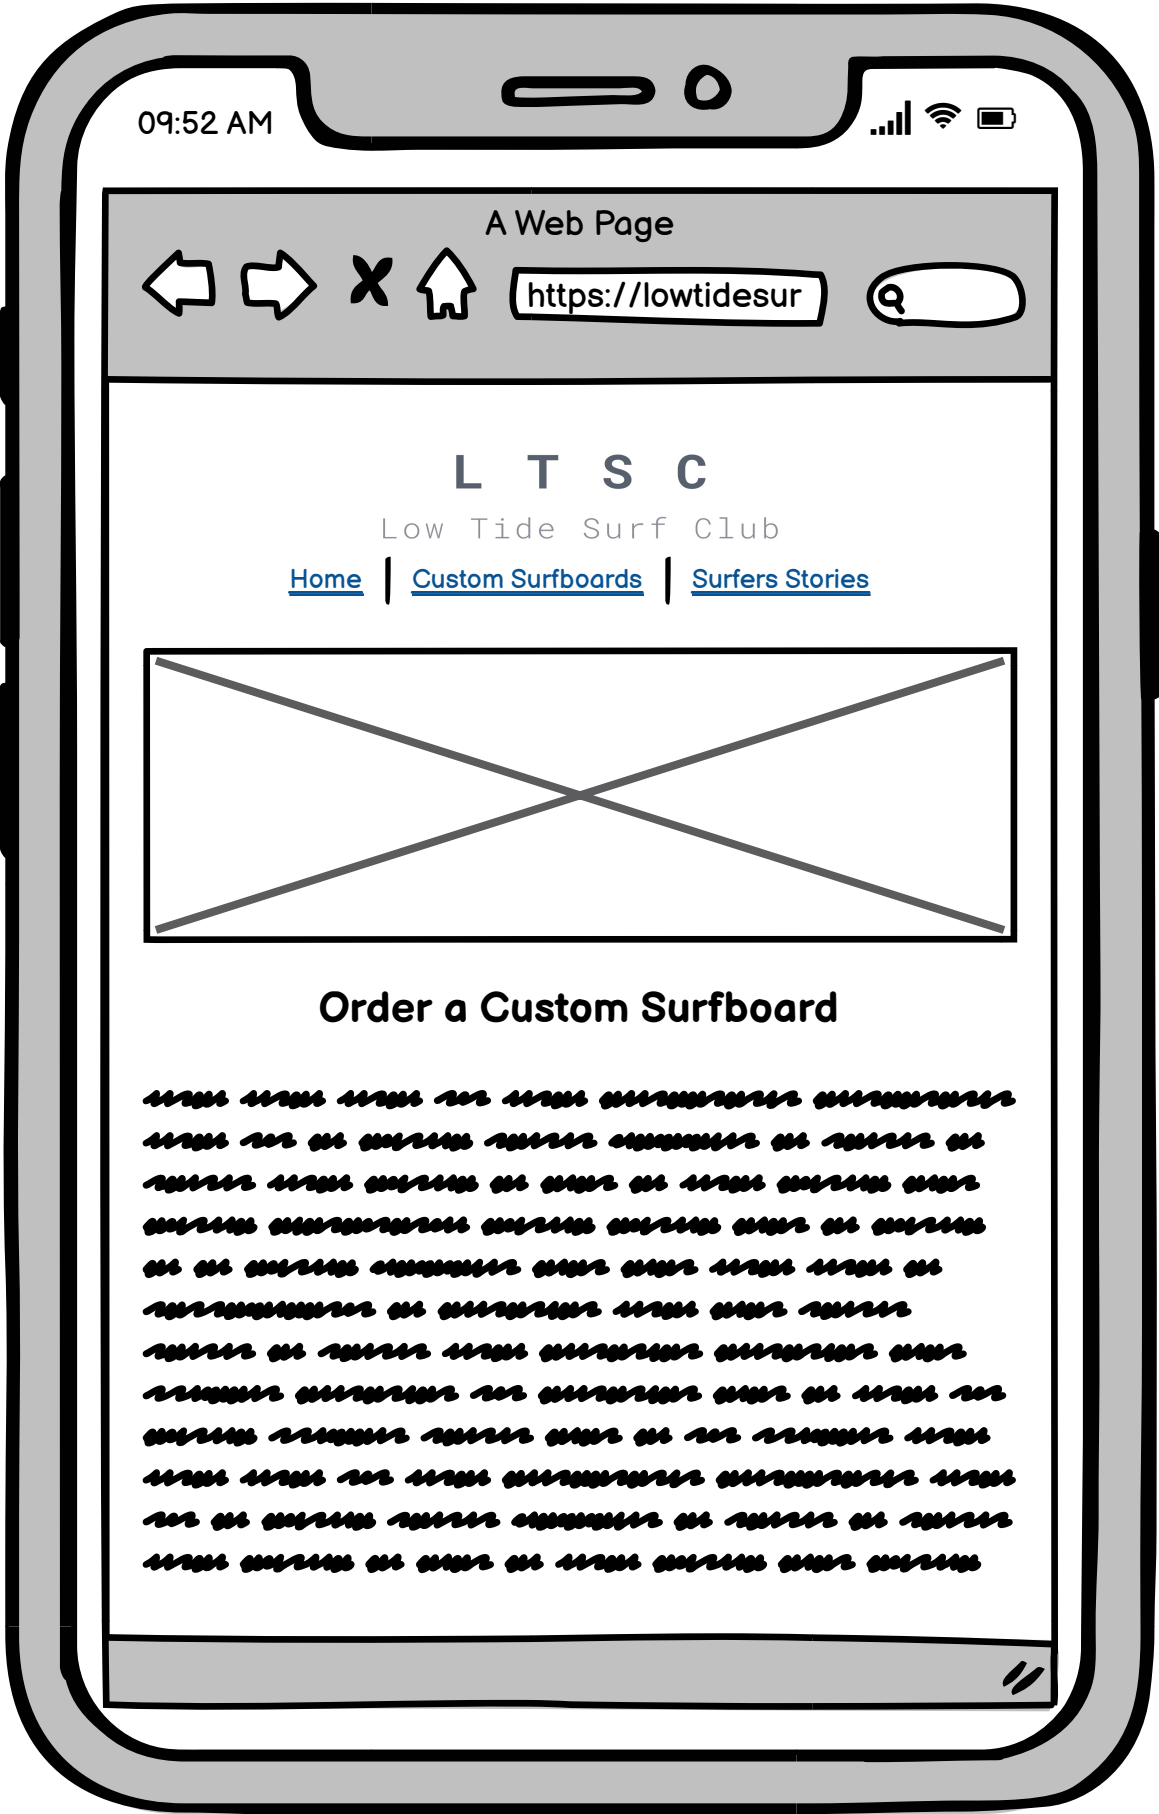 09:52 AM
A Web Page
https://lowtidesur
L T S C
Low Tide Surf Club
Home | Custom Surfboards | Surfers Stories
Order a Custom Surfboard